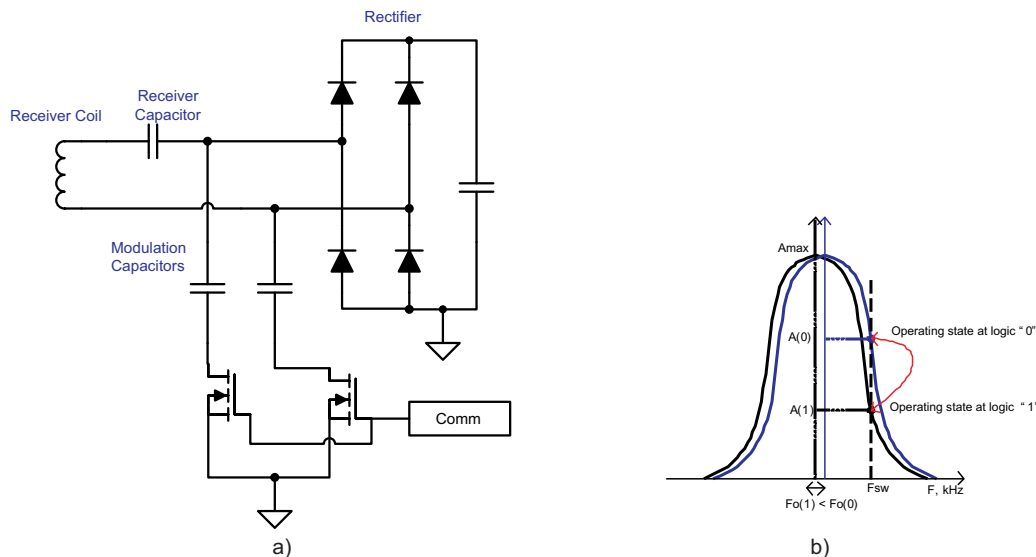 Rectifier
Receiver
Capacitor
Receiver Coil
Modulation
Capacitors
Comm
a)
Amax
A(0)
Operating state at logic “ 0”
A(1)
Operating state at logic “ 1”
Fsw
F, kHz
Fo(1) < Fo(0)
b)